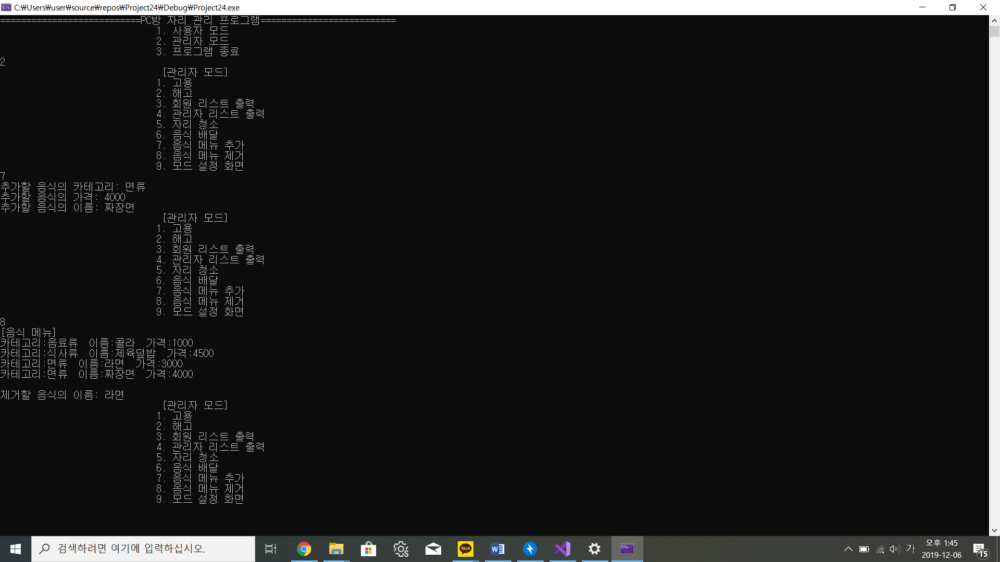 C:\Users\user\source\repos\Project24\Debug\Project24.exe
===========================PC방 자리 관리 프로그램==========================
1. 사용자 모드
2. 관리자 모드
3. 프로그램 종료
2
[관리자 모드]
1. 고용
2. 해고
3. 회원 리스트 출력
4. 관리자 리스트 출력
5. 자리 청소
6. 음식 배달
7. 음식 메뉴 추가
8. 음식 메뉴 제거
9. 모드 설정 화면
7
추가할 음식의 카테고리: 면류
추가할 음식의 가격: 4000
추가할 음식의 이름: 짜장면
[관리자 모드]
1. 고용
2. 해고
3. 회원 리스트 출력
4. 관리자 리스트 출력
5. 자리 청소
6. 음식 배달
7. 음식 메뉴 추가
8. 음식 메뉴 제거
9. 모드 설정 화면
8
[음식 메뉴]
카테고리:음료류  이름:콜라  가격:1000
카테고리:식사류  이름:제육덮밥  가격:4500
카테고리:면류  이름:라면  가격:3000
카테고리:면류  이름:짜장면  가격:4000
제거할 음식의 이름: 라면
[관리자 모드]
1. 고용
2. 해고
3. 회원 리스트 출력
4. 관리자 리스트 출력
5. 자리 청소
6. 음식 배달
7. 음식 메뉴 추가
8. 음식 메뉴 제거
9. 모드 설정 화면
검색하려면 여기에 입력하십시오.
TALK
가
오후 1:45
2019-12-06
15